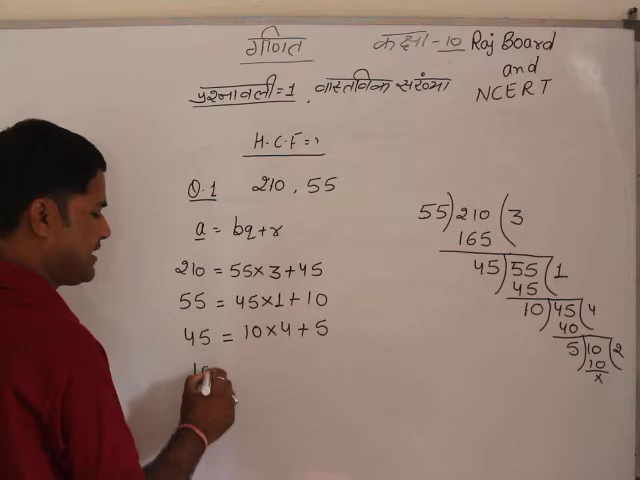 गणित
कक्षा-10 Raj Board
and
NCERT
प्रश्नावली=1, वास्तविक संख्या
H.C.F=>
Q.1 210, 55
a = bq+r
210 = 55×3+45
55 = 45×1+10
45 = 10×4+5
10
55)210(3
165
45)55(1
45
10)45(4
40
5)10(2
10
×